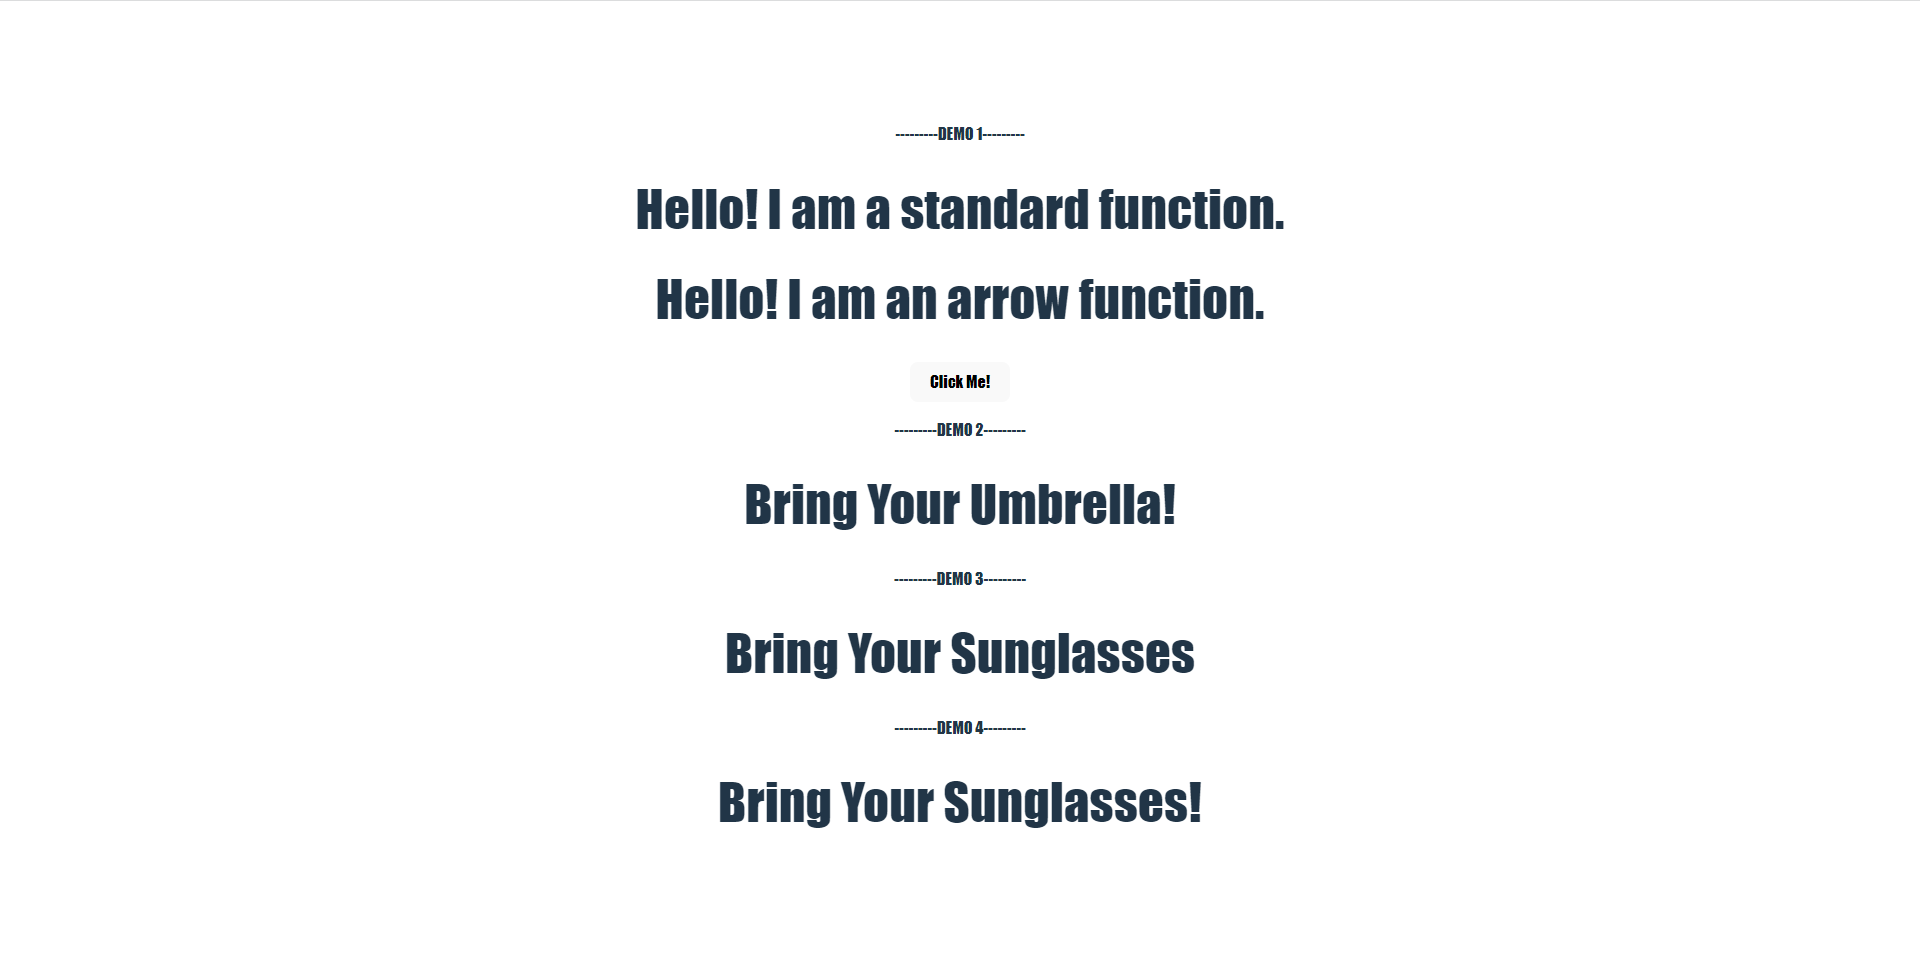 ---------DEMO 1---------
Hello! I am a standard function.
Hello! I am an arrow function.
Click Me!
---------DEMO 2---------
Bring Your Umbrella!
---------DEMO 3---------
Bring Your Sunglasses
---------DEMO 4---------
Bring Your Sunglasses!